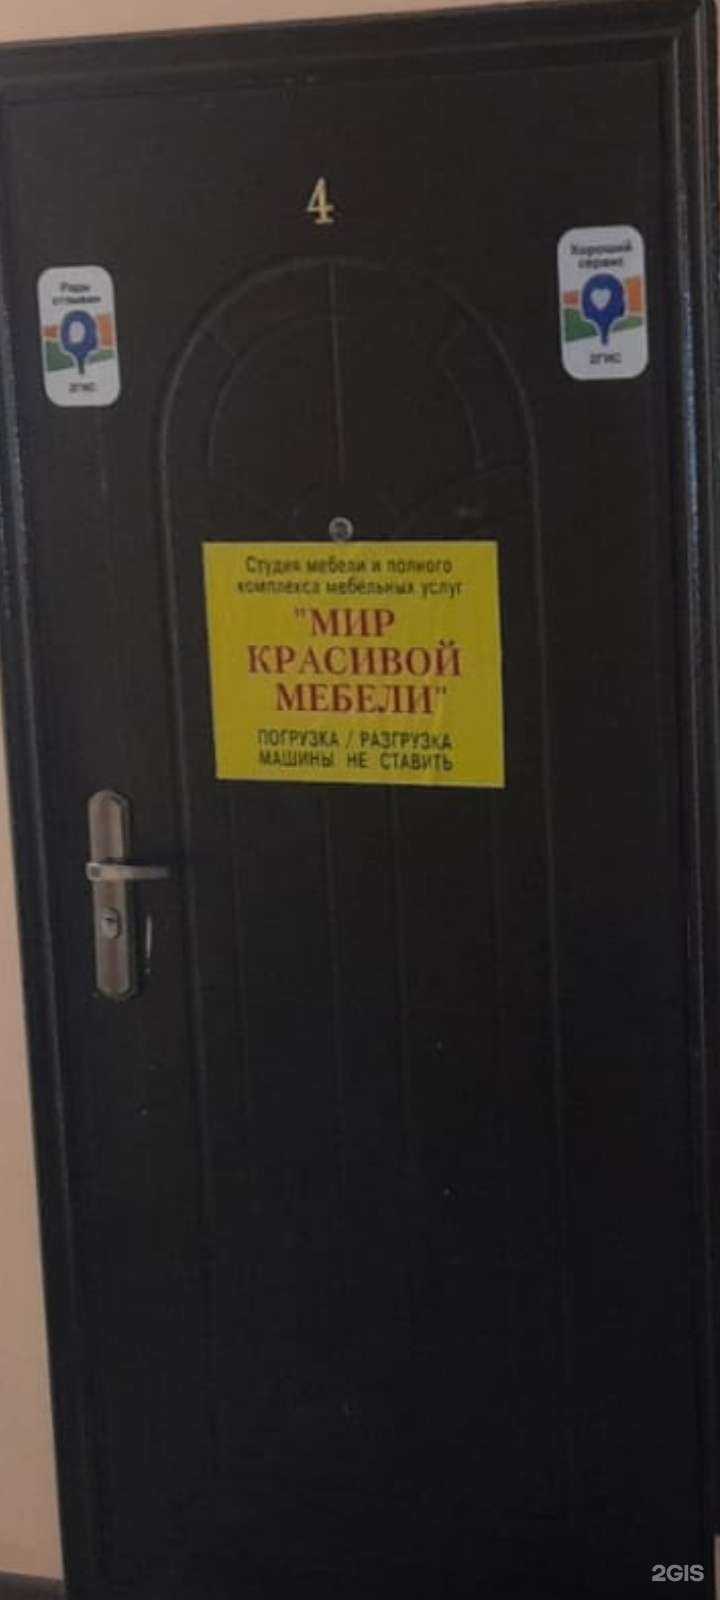 4
Рады
отзывам
2ГИС
Хороший
сервис
2ГИС
Студия мебели и полного
комплекса мебельных услуг
"МИР
КРАСИВОЙ
МЕБЕЛИ"
ПОГРУЗКА / РАЗГРУЗКА
МАШИНЫ НЕ СТАВИТЬ
2GIS